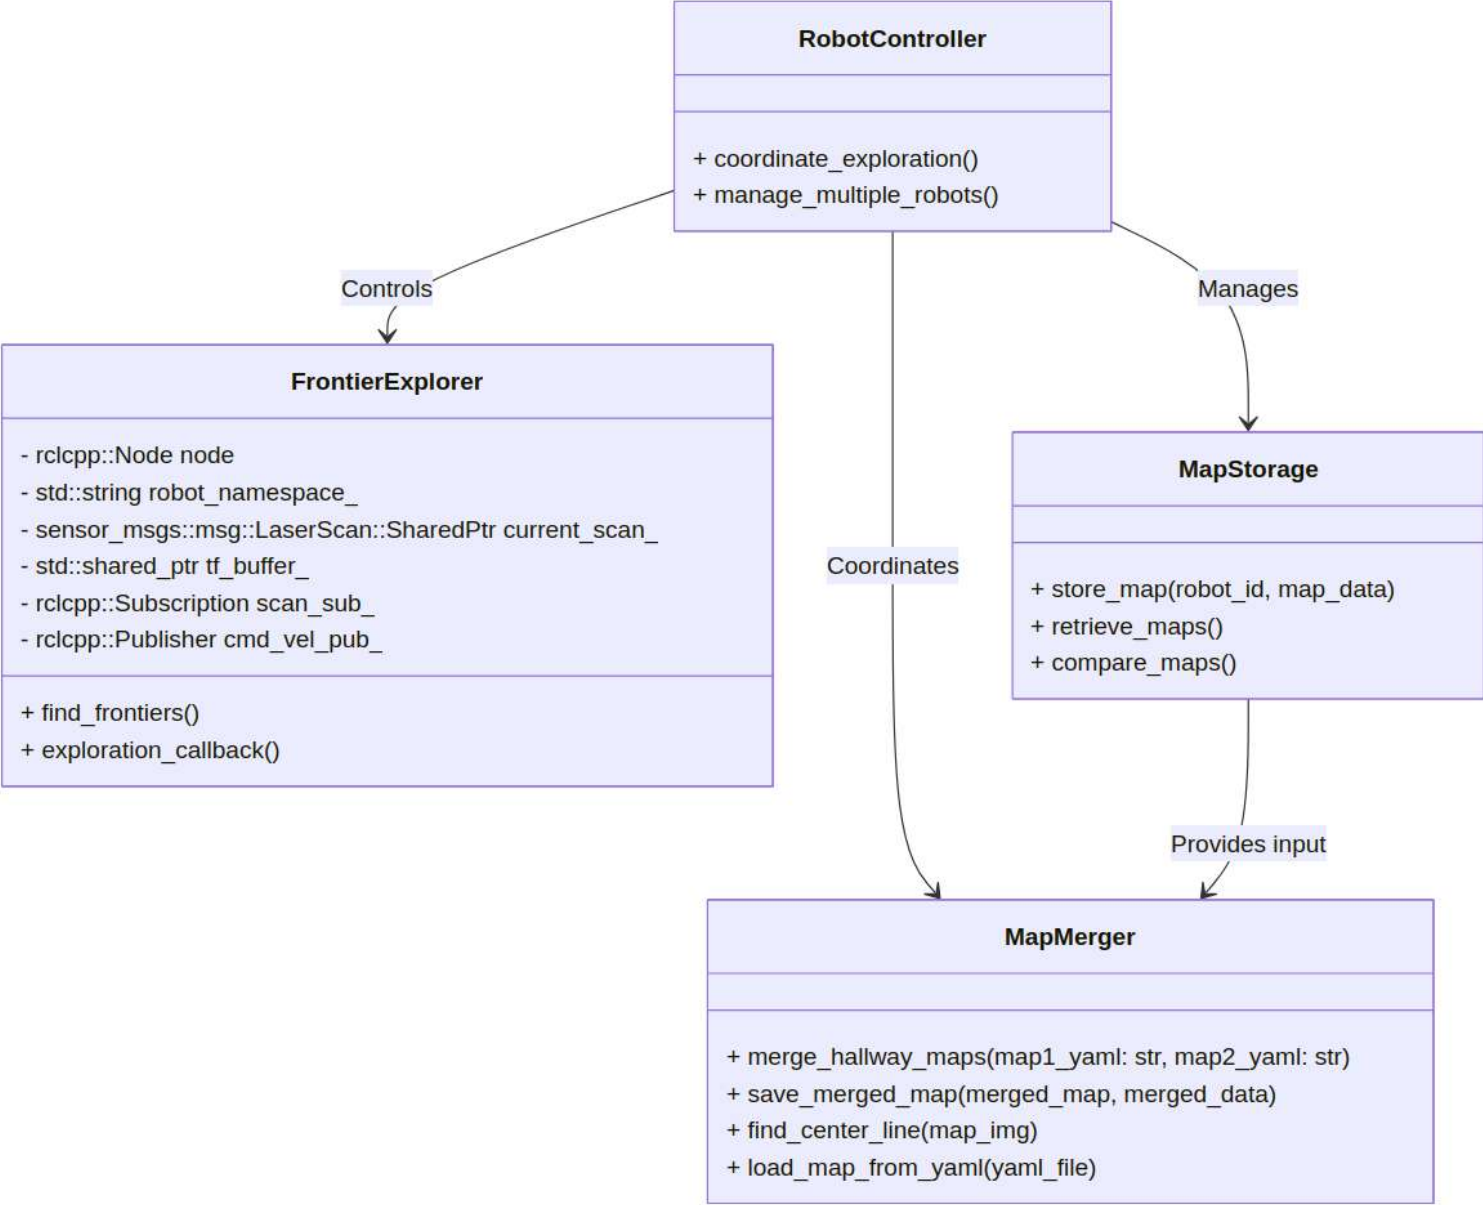 RobotController
+ coordinate_exploration()
+ manage_multiple_robots()
Controls
Manages
FrontierExplorer
- rclcpp::Node node
- std::string robot_namespace_
- sensor_msgs::msg::LaserScan::SharedPtr current_scan_
- std::shared_ptr tf_buffer_
- rclcpp::Subscription scan_sub_
- rclcpp::Publisher cmd_vel_pub_
+ find_frontiers()
+ exploration_callback()
Coordinates
MapStorage
+ store_map(robot_id, map_data)
+ retrieve_maps()
+ compare_maps()
Provides input
MapMerger
+ merge_hallway_maps(map1_yaml: str, map2_yaml: str)
+ save_merged_map(merged_map, merged_data)
+ find_center_line(map_img)
+ load_map_from_yaml(yaml_file)